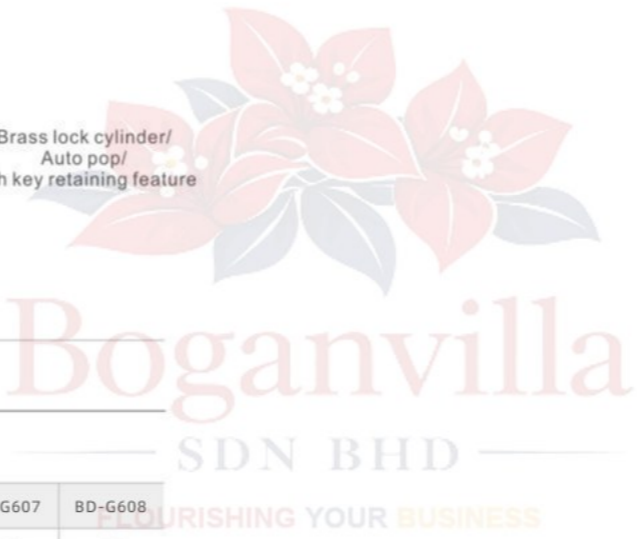 Brass lock cylinder/
Auto pop/
key retaining feature
Boganvilla
SDN BHD
G607 BD-G608
FLOURISHING YOUR BUSINESS